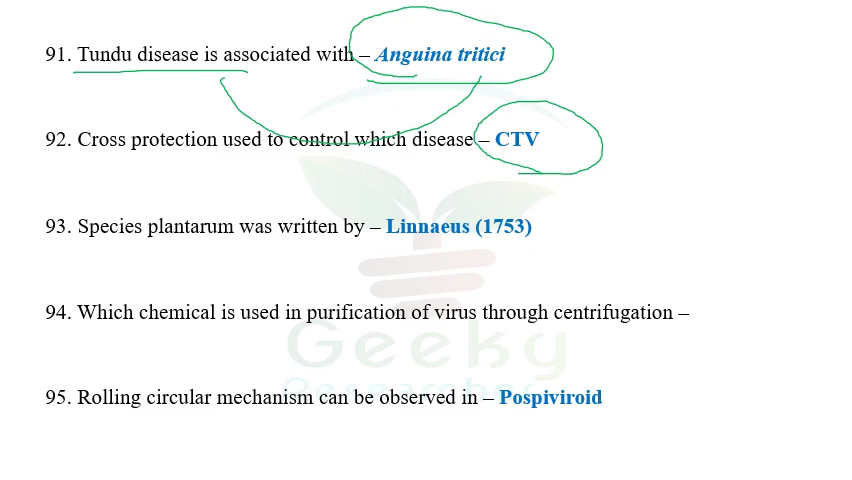 91. Tundu disease is associated with – Anguina tritici
92. Cross protection used to control which disease – CTV
93. Species plantarum was written by – Linnaeus (1753)
94. Which chemical is used in purification of virus through centrifugation –
Geeky
Researcher
95. Rolling circular mechanism can be observed in – Pospiviroid